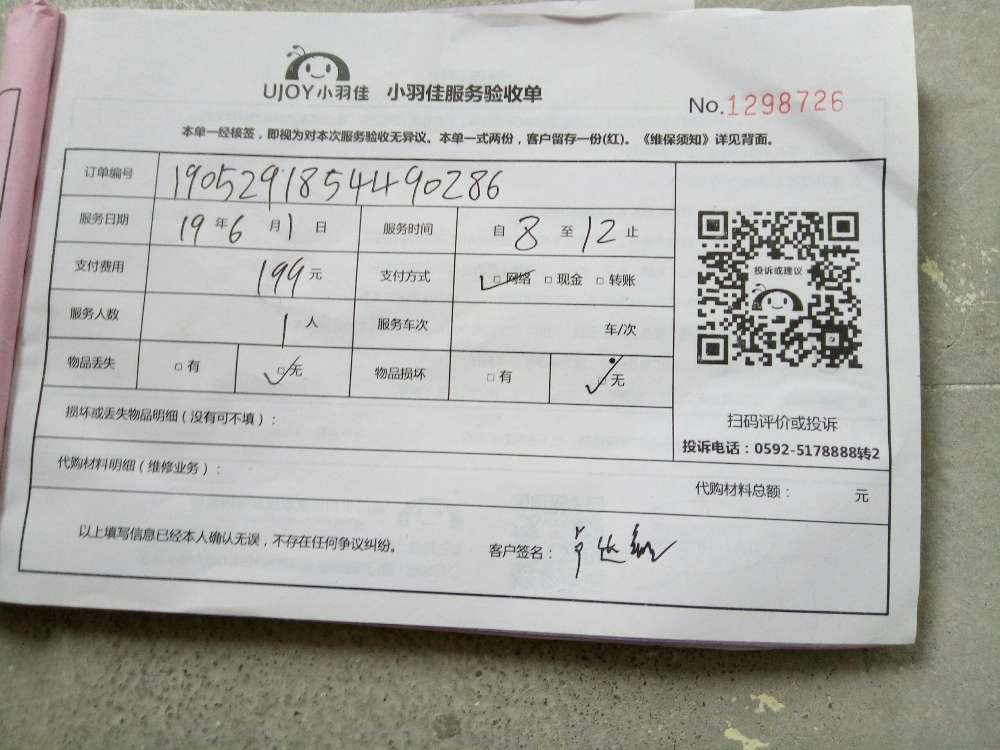 UJOY小羽佳 小羽佳服务验收单
No.1298726
本单一经核签，即视为对本次服务验收无异议。本单一式两份，客户留存一份(红)。《维保须知》详见背面。
订单编号 1905291854490286
服务日期 19年6月1日 服务时间 自8至12止
支付费用 199元 支付方式 ☑网络 □现金 □转账
服务人数 1人 服务车次 车/次
物品丢失 □有 ☑无 物品损坏 □有 ☑无
损坏或丢失物品明细（没有可不填）：
投诉或建议
扫码评价或投诉
投诉电话：0592-5178888转2
代购材料明细（维修业务）：
代购材料总额： 元
以上填写信息已经本人确认无误，不存在任何争议纠纷。
客户签名：